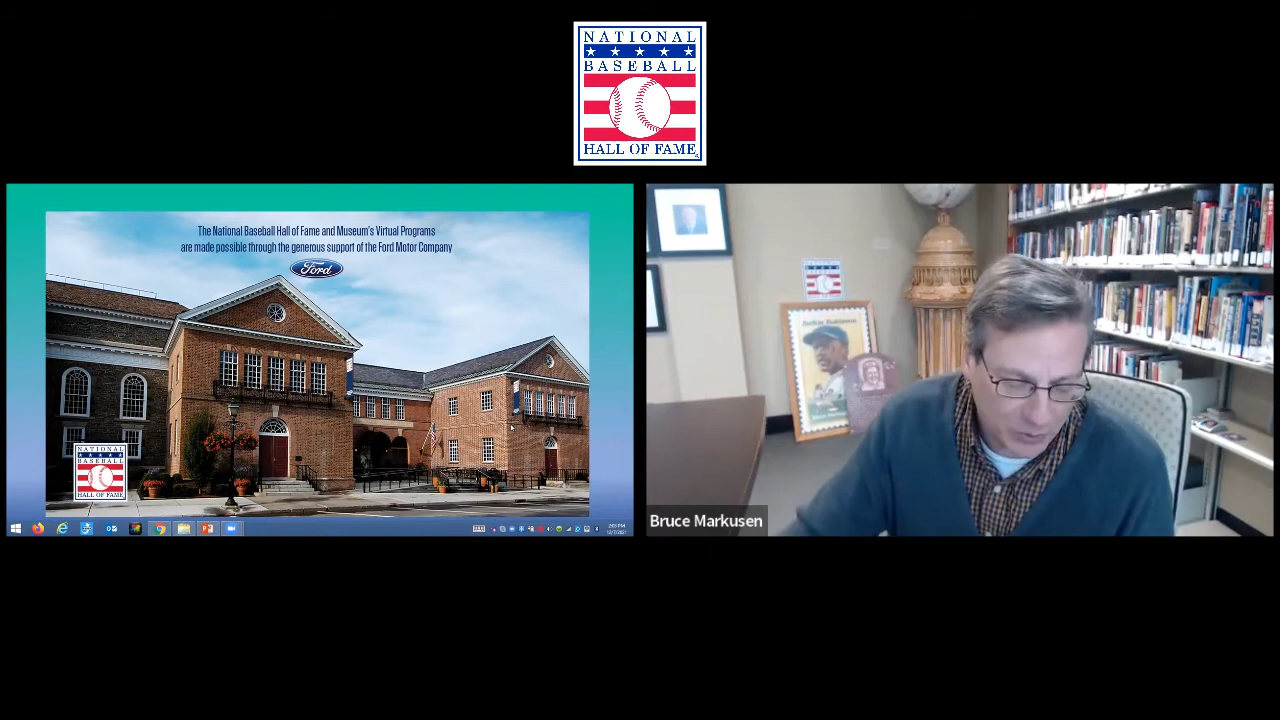 NATIONAL
BASEBALL
HALL OF FAME
The National Baseball Hall of Fame and Museum's Virtual Programs
are made possible through the generous support of the Ford Motor Company
Ford
NATIONAL
BASEBALL
HALL OF FAME
Bruce Markusen